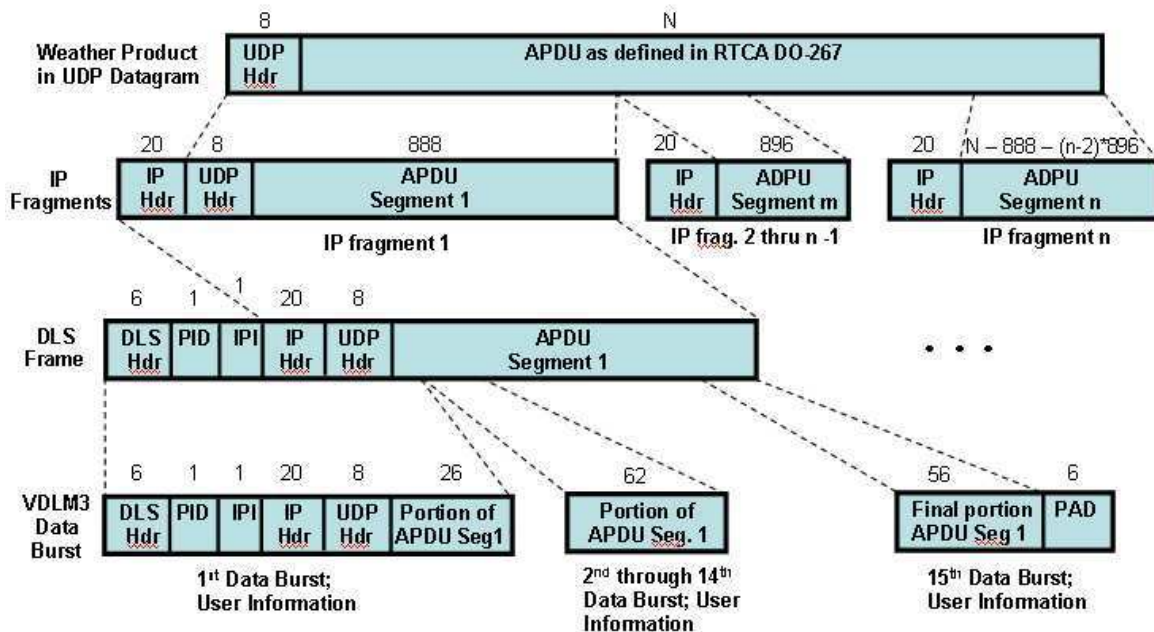 8 N
Weather Product
in UDP Datagram
UDP
Hdr
APDU as defined in RTCA DO-267
20 8 888 20 896 20 N – 888 – (n-2)*896
IP
Fragments
IP
Hdr
UDP
Hdr
APDU
Segment 1
IP
Hdr
ADPU
Segment m
IP
Hdr
ADPU
Segment n
IP fragment 1
IP frag. 2 thru n -1
IP fragment n
6 1 1 20 8
DLS
Frame
DLS
Hdr
PID
IPI
IP
Hdr
UDP
Hdr
APDU
Segment 1
• • •
6 1 1 20 8 26 62 56 6
VDLM3
Data
Burst
DLS
Hdr
PID
IPI
IP
Hdr
UDP
Hdr
Portion of
APDU Seg1
Portion of
APDU Seg. 1
Final portion
APDU Seg 1
PAD
1st Data Burst;
User Information
2nd through 14th
Data Burst; User
Information
15th Data Burst;
User Information